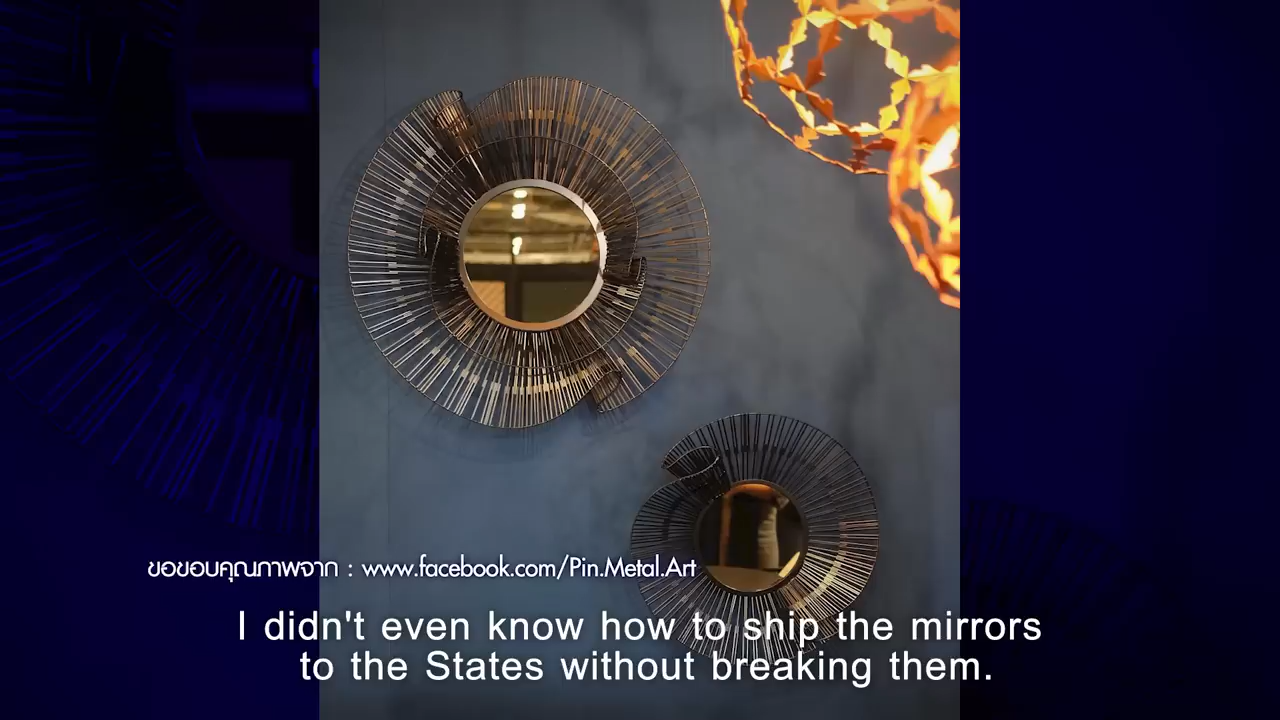 ขอขอบคุณภาพจาก : www.facebook.com/Pin.Metal.Art
I didn't even know how to ship the mirrors
to the States without breaking them.